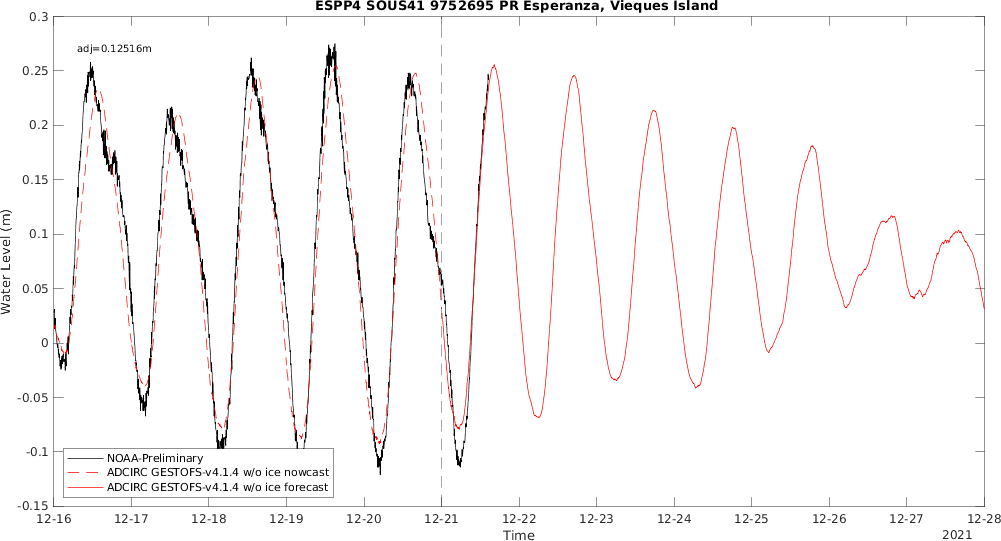 ESPP4 SOUS41 9752695 PR Esperanza, Vieques Island
adj=0.12516m
0.3
0.25
0.2
0.15
0.1
0.05
0
-0.05
-0.1
-0.15
Water Level (m)
NOAA-Preliminary
ADCIRC GESTOFS-v4.1.4 w/o ice nowcast
ADCIRC GESTOFS-v4.1.4 w/o ice forecast
12-16 12-17 12-18 12-19 12-20 12-21 12-22 12-23 12-24 12-25 12-26 12-27 12-28
Time
2021